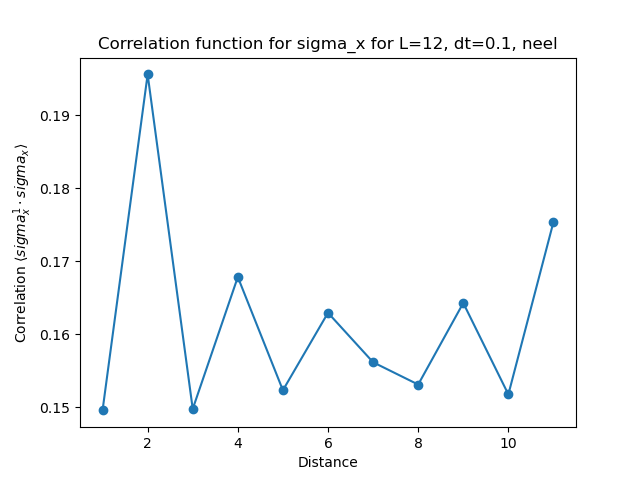 Correlation function for sigma_x for L=12, dt=0.1, neel
Correlation ⟨sigma_x^1 · sigma_x⟩
0.19
0.18
0.17
0.16
0.15
2 4 6 8 10
Distance